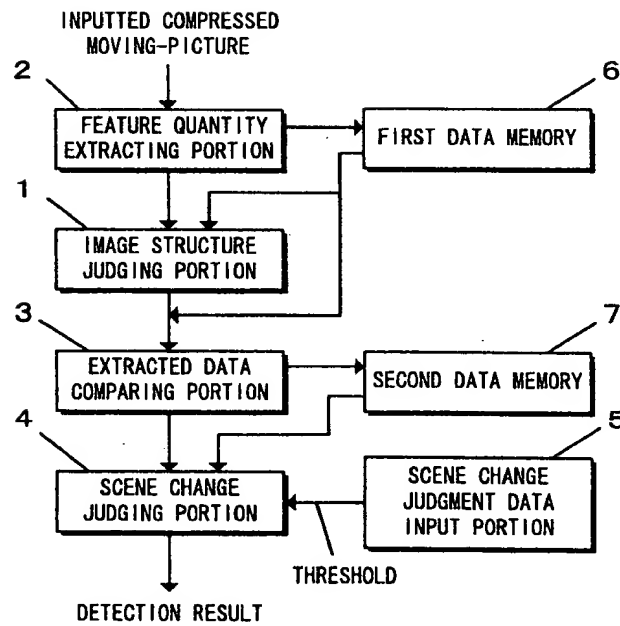 INPUTTED COMPRESSED
MOVING-PICTURE
2
6
FEATURE QUANTITY
EXTRACTING PORTION
FIRST DATA MEMORY
1
IMAGE STRUCTURE
JUDGING PORTION
3
7
EXTRACTED DATA
COMPARING PORTION
SECOND DATA MEMORY
4
5
SCENE CHANGE
JUDGING PORTION
SCENE CHANGE
JUDGMENT DATA
INPUT PORTION
THRESHOLD
DETECTION RESULT